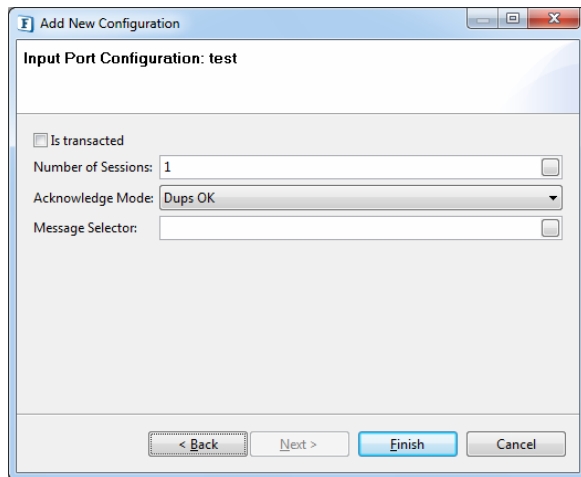 F Add New Configuration
Input Port Configuration: test
Is transacted
Number of Sessions: 1
Acknowledge Mode: Dups OK
Message Selector:
< Back Next > Finish Cancel